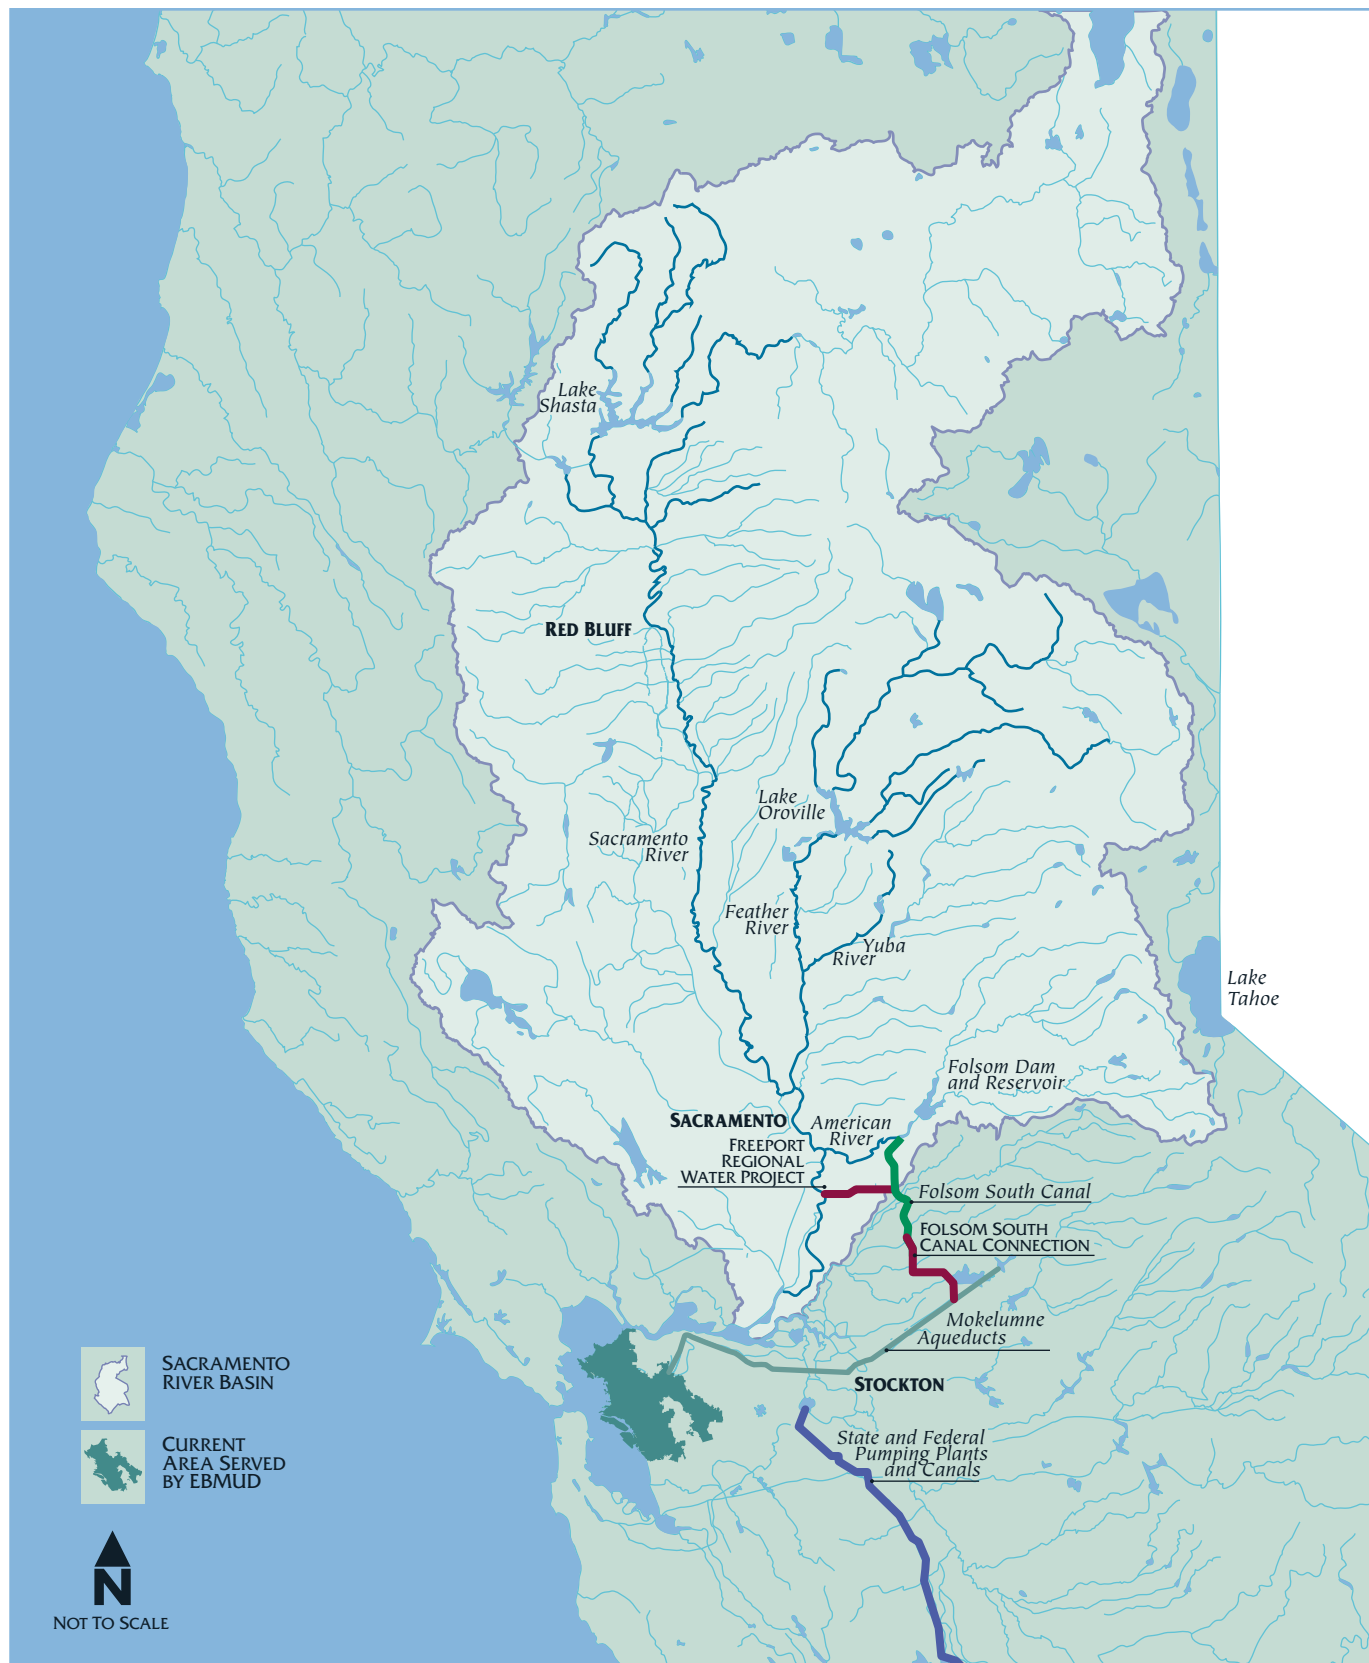 Lake
Shasta
RED BLUFF
Lake
Oroville
Sacramento
River
Feather
River
Yuba
River
Lake
Tahoe
Folsom Dam
and Reservoir
SACRAMENTO
American
River
FREEPORT
REGIONAL
WATER PROJECT
Folsom South Canal
FOLSOM SOUTH
CANAL CONNECTION
Mokelumne
Aqueducts
STOCKTON
State and Federal
Pumping Plants
and Canals
SACRAMENTO
RIVER BASIN
CURRENT
AREA SERVED
BY EBMUD
N
NOT TO SCALE